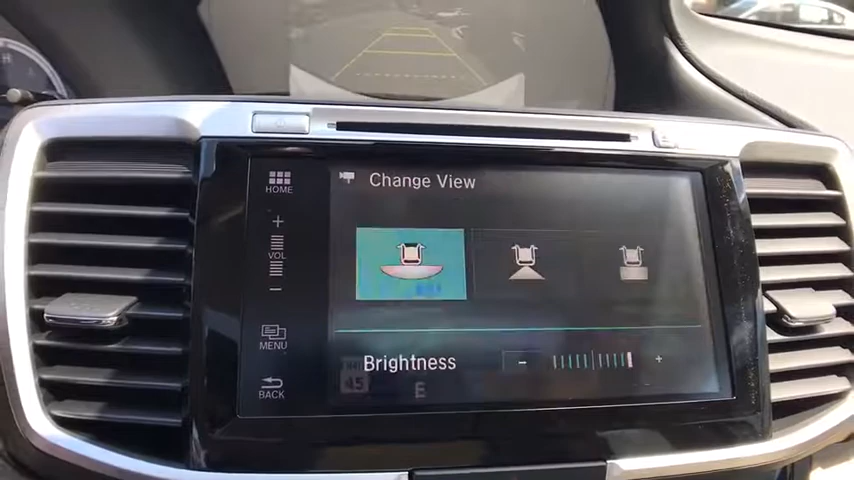 Change View
HOME
+
VOL
-
MENU
BACK
Brightness
- +
45
E